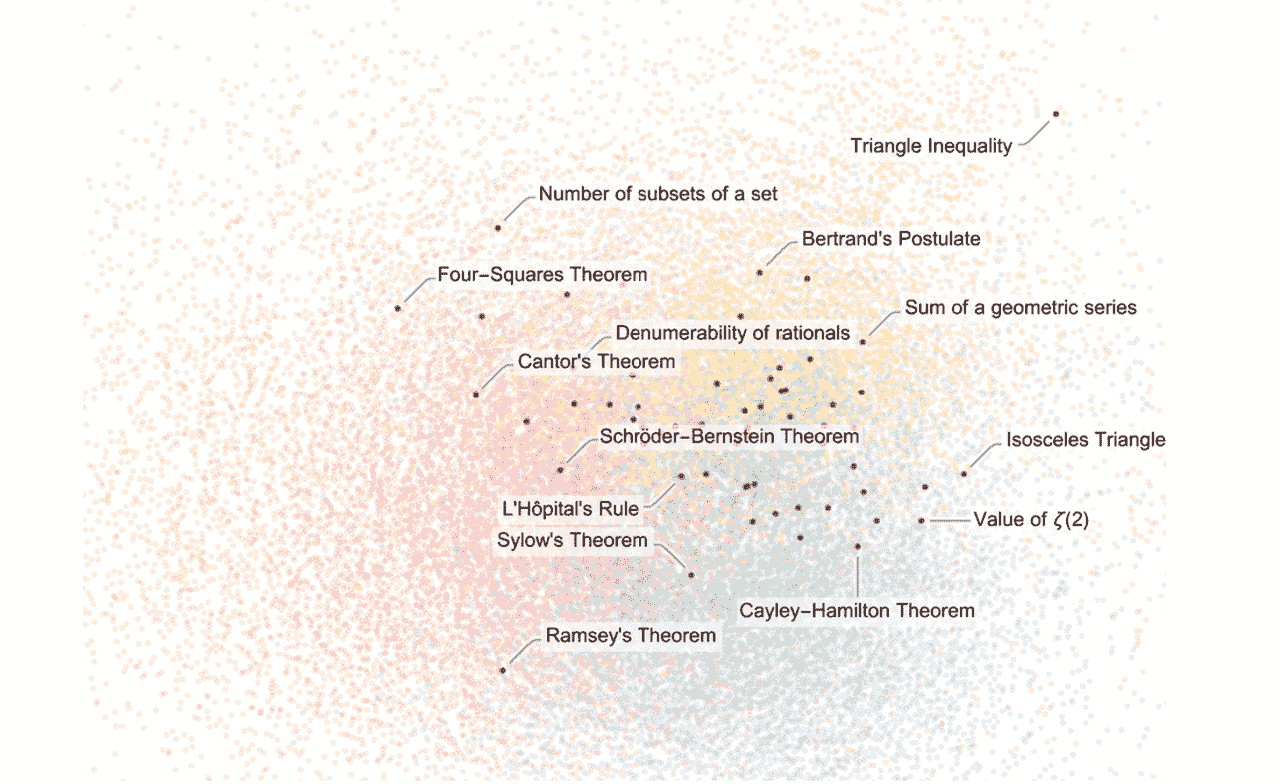 Triangle Inequality
Number of subsets of a set
Bertrand's Postulate
Four−Squares Theorem
Sum of a geometric series
Denumerability of rationals
Cantor's Theorem
Schröder−Bernstein Theorem
Isosceles Triangle
L'Hôpital's Rule
Value of ζ(2)
Sylow's Theorem
Cayley−Hamilton Theorem
Ramsey's Theorem